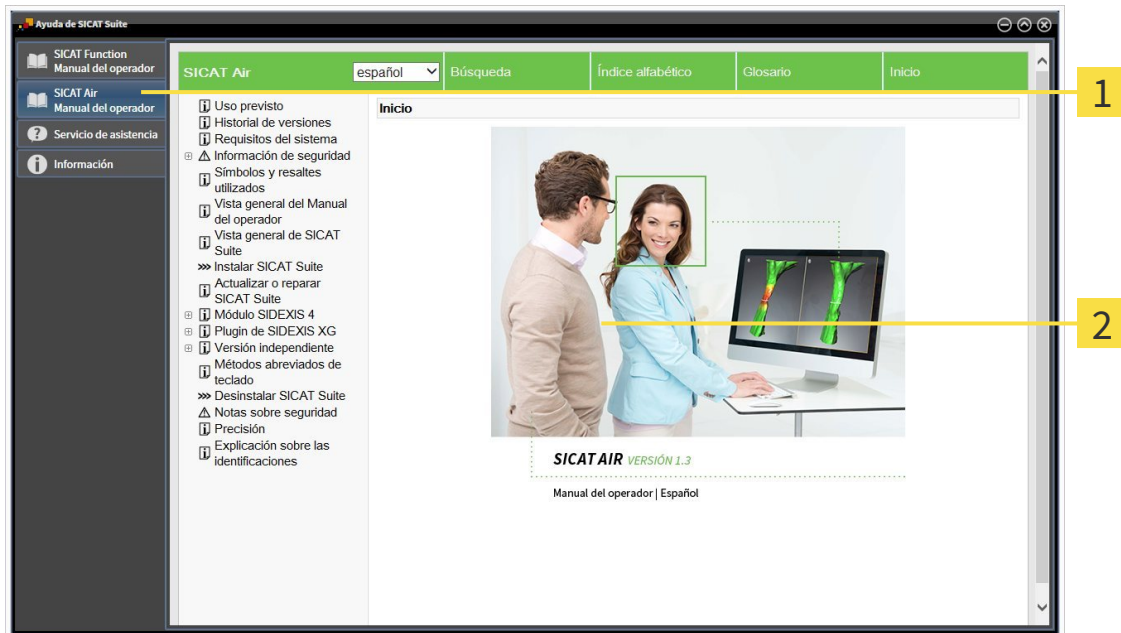 Ayuda de SICAT Suite
SICAT Function
Manual del operador
SICAT Air
Manual del operador
Servicio de asistencia
Información
SICAT Air
español
Búsqueda
Índice alfabético
Glosario
Inicio
Uso previsto
Historial de versiones
Requisitos del sistema
Información de seguridad
Símbolos y resaltes
utilizados
Vista general del Manual
del operador
Vista general de SICAT
Suite
Instalar SICAT Suite
Actualizar o reparar
SICAT Suite
Módulo SIDEXIS 4
Plugin de SIDEXIS XG
Versión independiente
Métodos abreviados de
teclado
Desinstalar SICAT Suite
Notas sobre seguridad
Precisión
Explicación sobre las
identificaciones
Inicio
SICAT AIR VERSIÓN 1.3
Manual del operador | Español
1
2